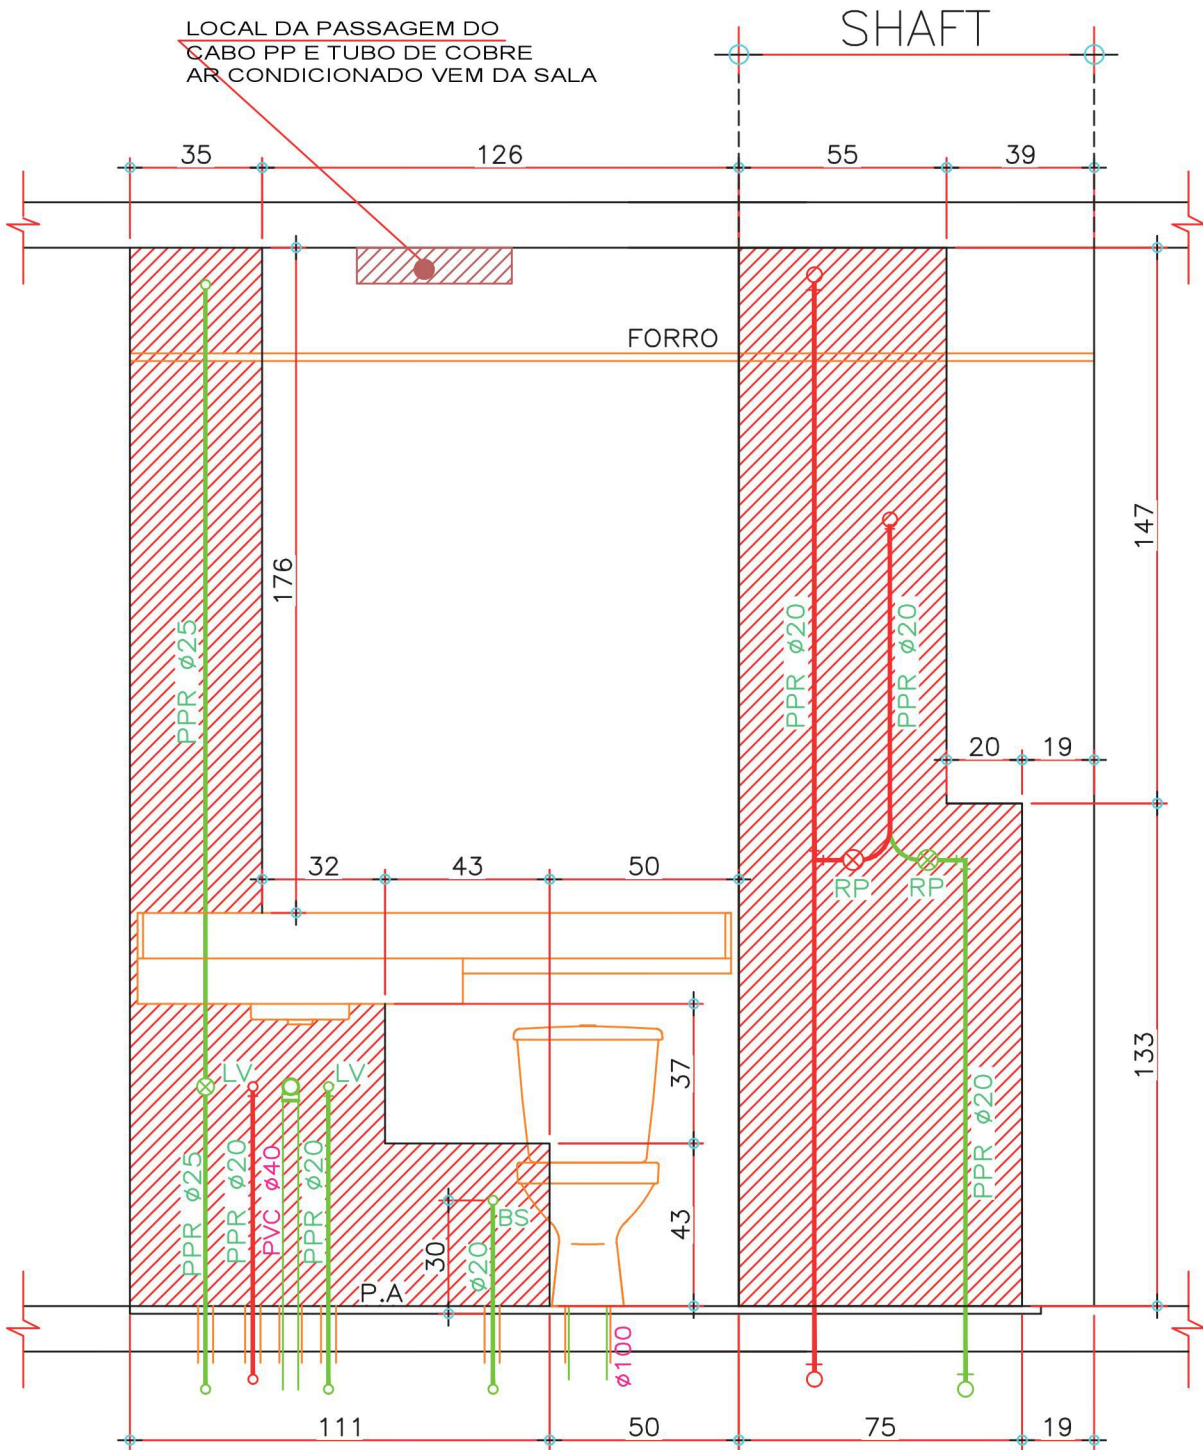 LOCAL DA PASSAGEM DO
CABO PP E TUBO DE COBRE
AR CONDICIONADO VEM DA SALA
SHAFT
35
126
55
39
FORRO
176
147
PPR ø25
PPR ø20
PPR ø20
20
19
32
43
50
RP
RP
LV
LV
37
133
PPR ø25
PPR ø20
PVC ø40
PPR ø20
PPR ø20
BS
30
ø20
43
P.A
ø100
111
50
75
19